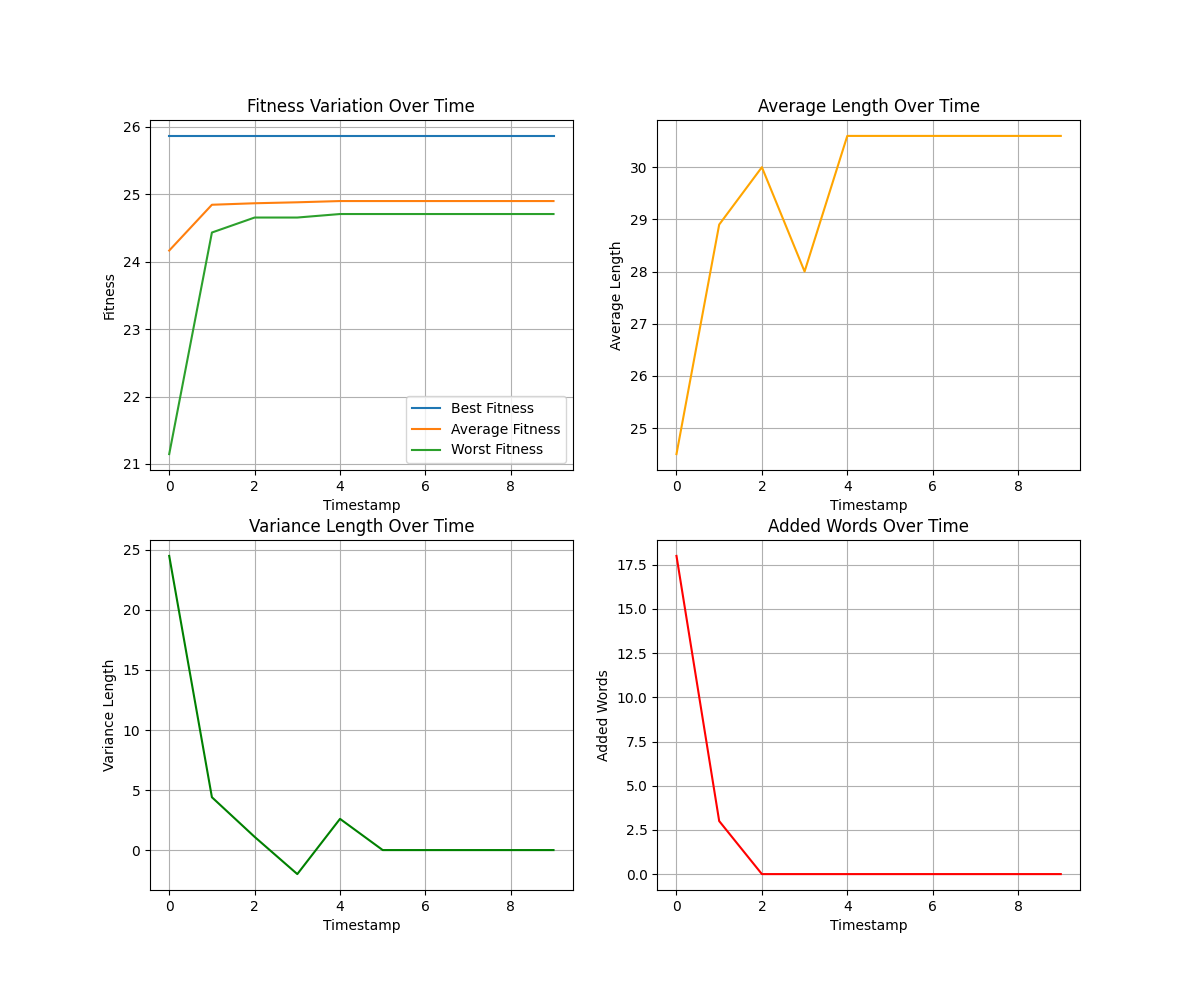 Fitness Variation Over Time
26
25
24
23
22
21
Fitness
Best Fitness
Average Fitness
Worst Fitness
0 2 4 6 8
Timestamp
Average Length Over Time
30
29
28
27
26
25
Average Length
0 2 4 6 8
Timestamp
Variance Length Over Time
25
20
15
10
5
0
Variance Length
0 2 4 6 8
Timestamp
Added Words Over Time
17.5
15.0
12.5
10.0
7.5
5.0
2.5
0.0
Added Words
0 2 4 6 8
Timestamp